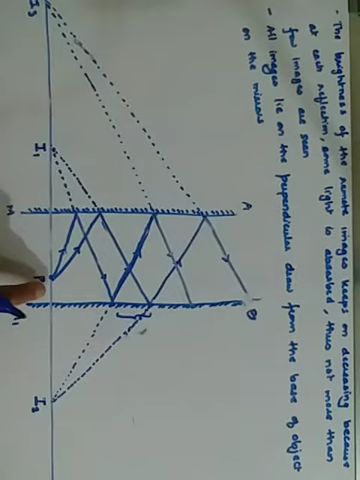 - The brightness of the remote images keeps on decreasing because
at each reflection, some light is absorbed, thus not more than
few images are seen
- All images lie on the perpendicular draw from the base of object
on the mirrors
I3
I1
M
A
P
M1
B
I2